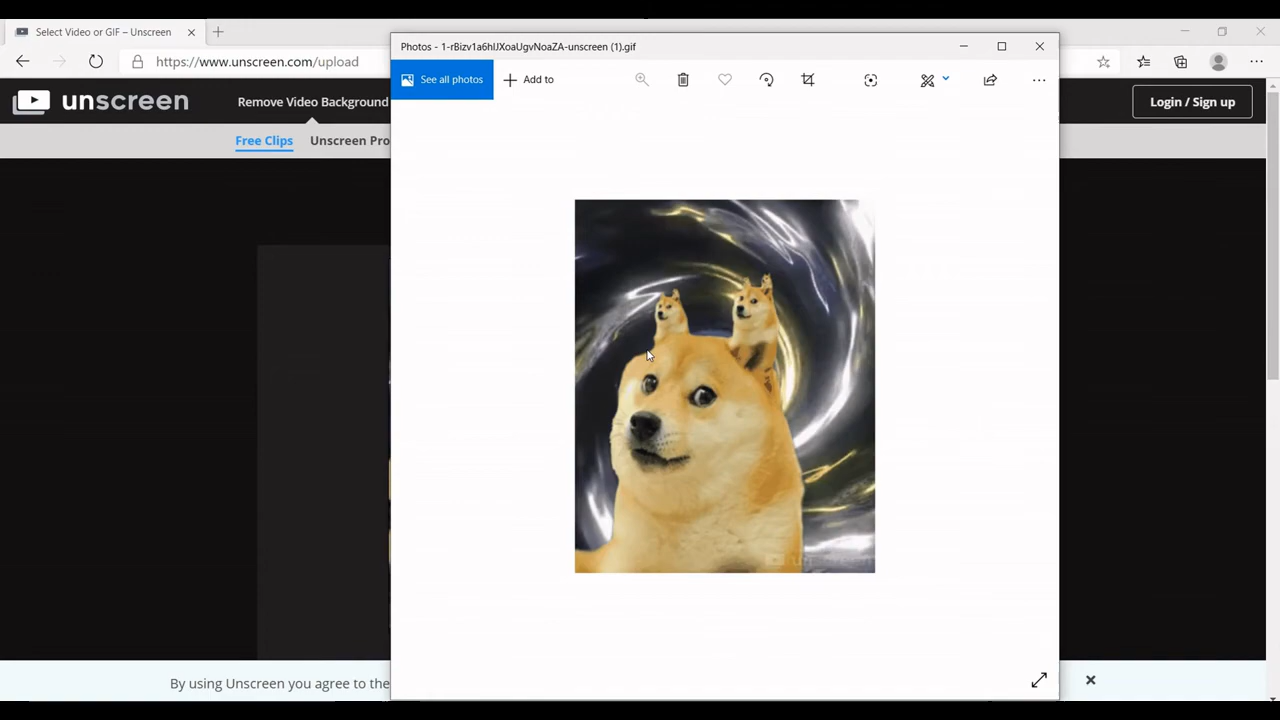 Select Video or GIF – Unscreen
https://www.unscreen.com/upload
unscreen
Remove Video Background
Login / Sign up
Free Clips
Unscreen Pro
Photos - 1-rBizv1a6hIJXoaUgvNoaZA-unscreen (1).gif
See all photos
Add to
unscreen
By using Unscreen you agree to the